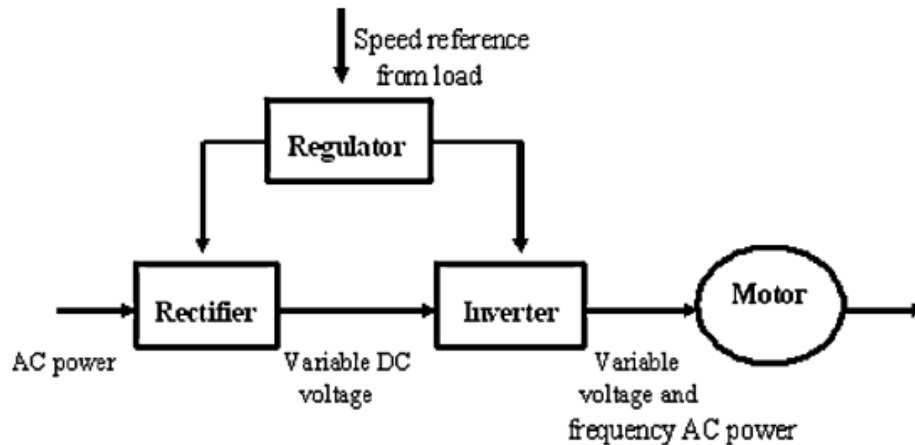 Speed reference
from load
Regulator
Rectifier
Inverter
Motor
AC power
Variable DC
voltage
Variable
voltage and
frequency AC power